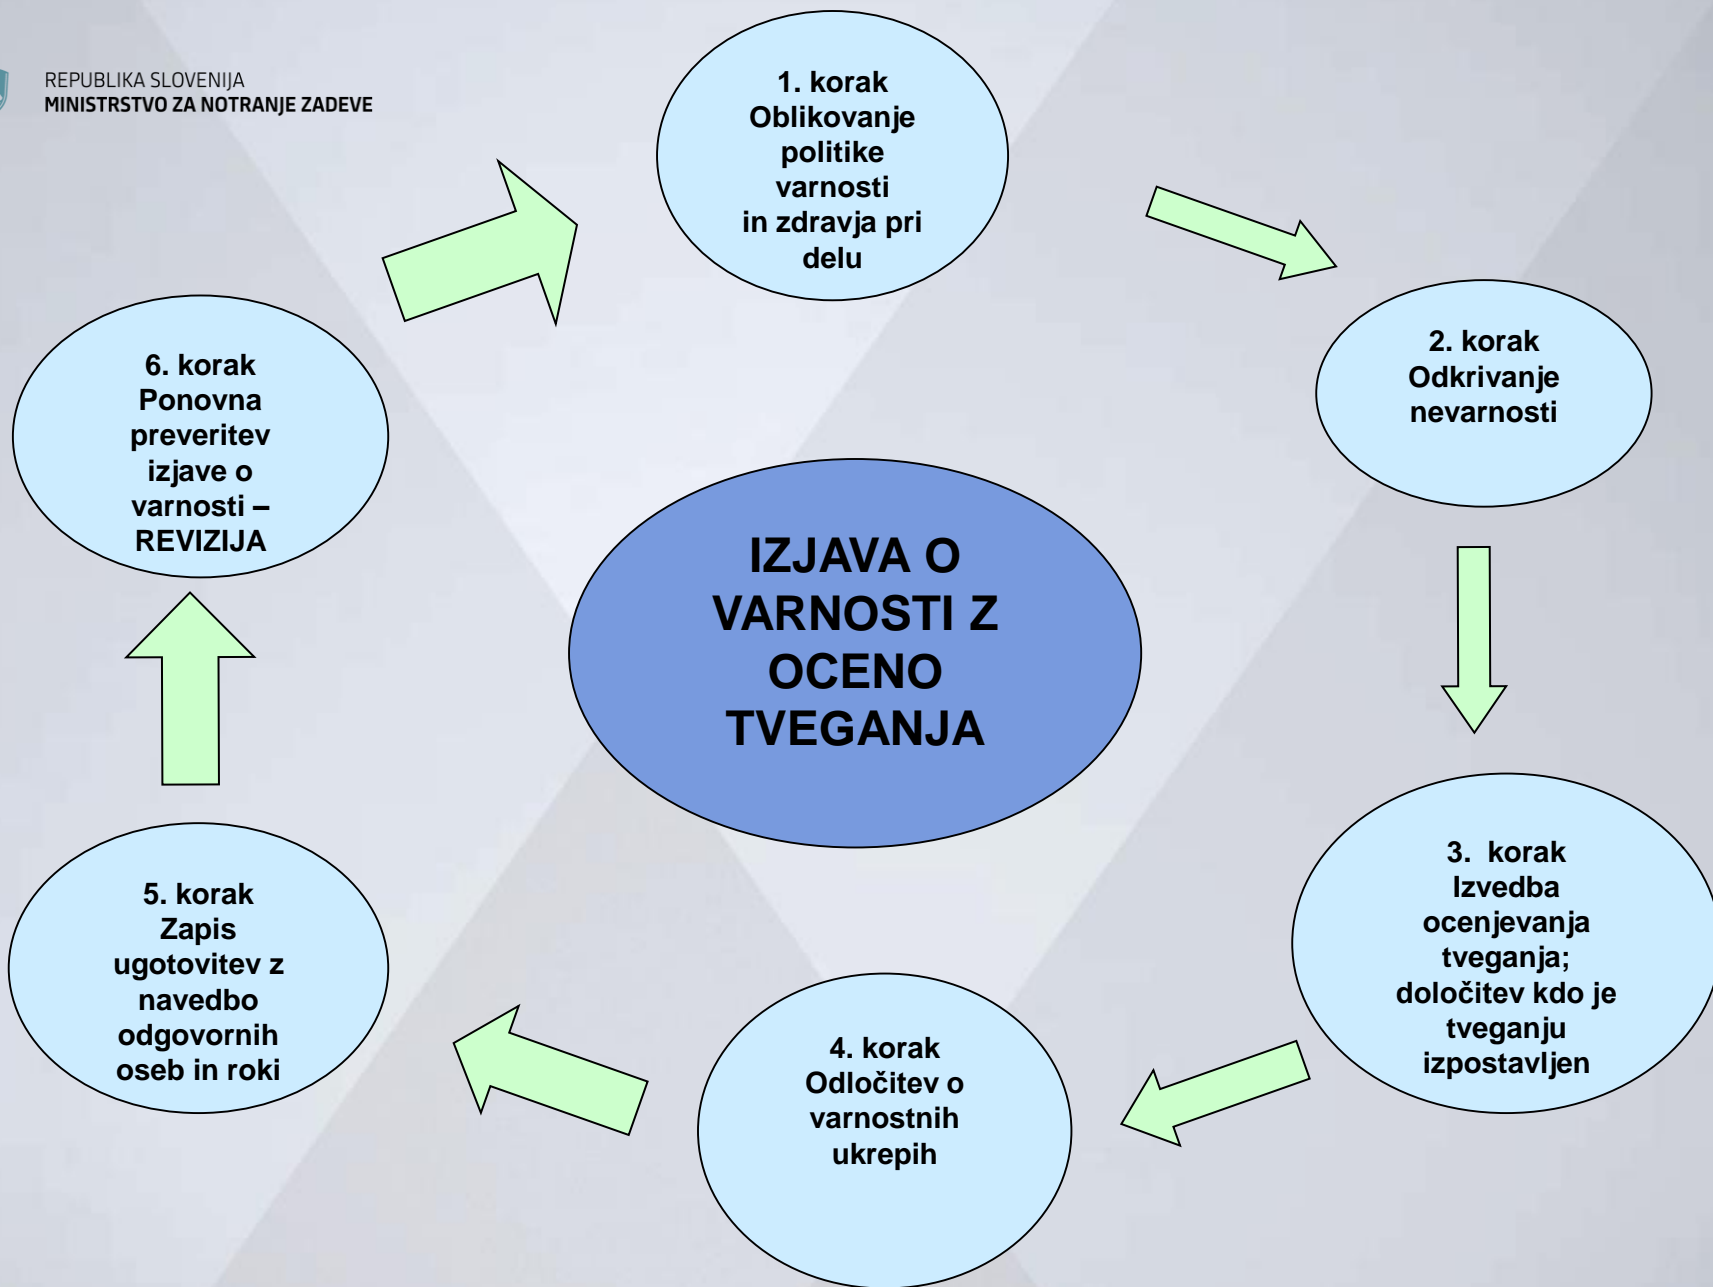 REPUBLIKA SLOVENIJA
MINISTRSTVO ZA NOTRANJE ZADEVE
1. korak
Oblikovanje
politike
varnosti
in zdravja pri
delu
2. korak
Odkrivanje
nevarnosti
3. korak
Izvedba
ocenjevanja
tveganja;
določitev kdo je
tveganju
izpostavljen
4. korak
Odločitev o
varnostnih
ukrepih
5. korak
Zapis
ugotovitev z
navedbo
odgovornih
oseb in roki
6. korak
Ponovna
preveritev
izjave o
varnosti –
REVIZIJA
IZJAVA O
VARNOSTI Z
OCENO
TVEGANJA